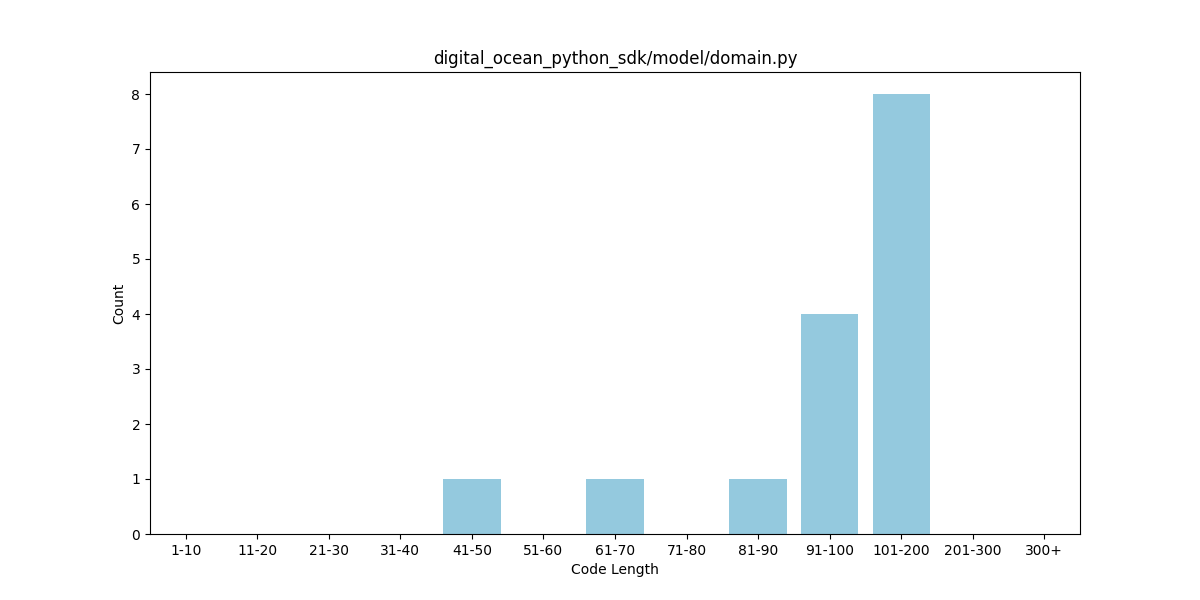 digital_ocean_python_sdk/model/domain.py
8
7
6
5
4
3
2
1
0
Count
1-10 11-20 21-30 31-40 41-50 51-60 61-70 71-80 81-90 91-100 101-200 201-300 300+
Code Length